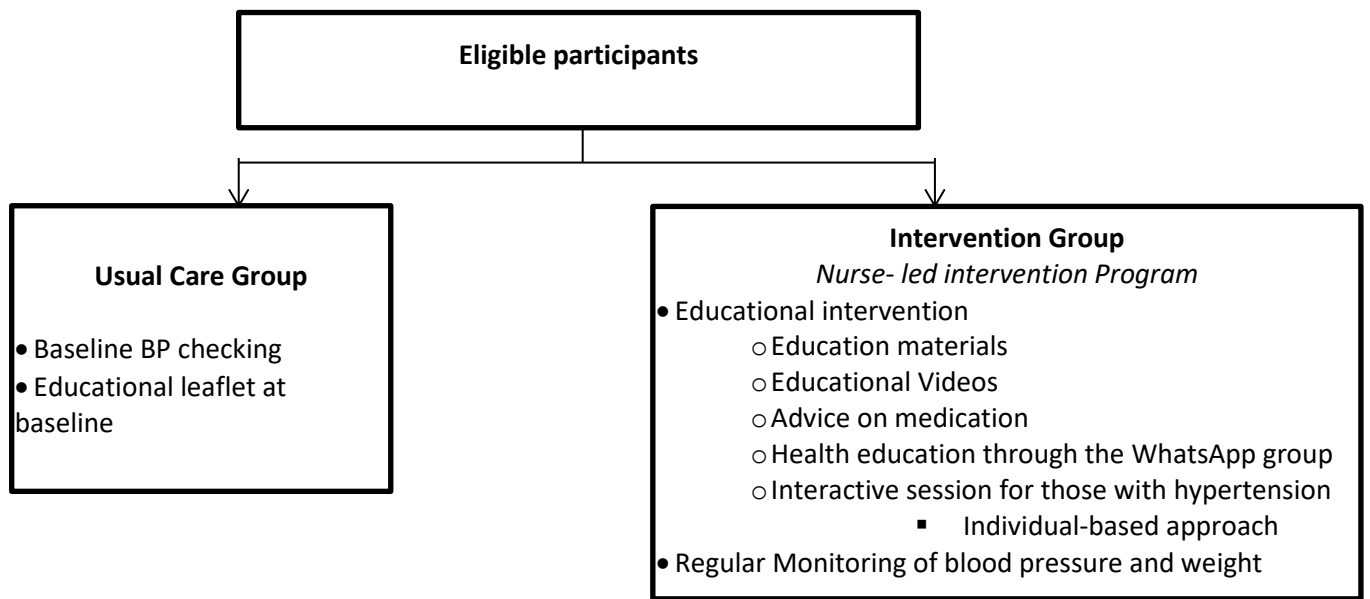 Eligible participants
Usual Care Group
• Baseline BP checking
• Educational leaflet at
baseline
Intervention Group
Nurse- led intervention Program
• Educational intervention
o Education materials
o Educational Videos
o Advice on medication
o Health education through the WhatsApp group
o Interactive session for those with hypertension
▪ Individual-based approach
• Regular Monitoring of blood pressure and weight